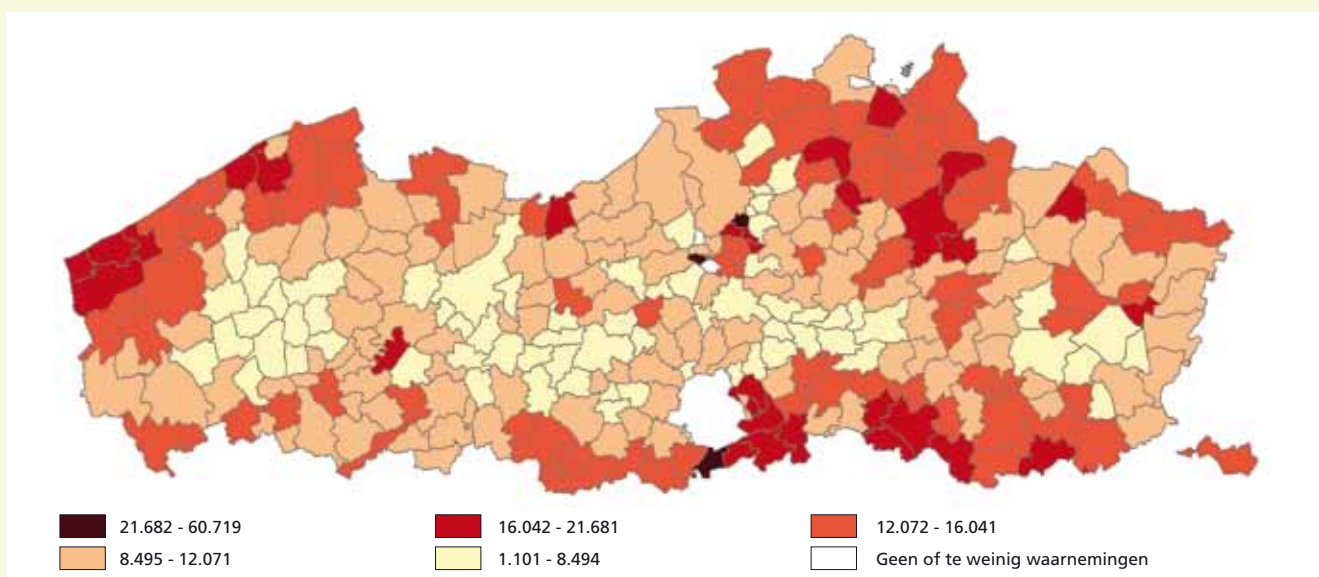 21.682 - 60.719
16.042 - 21.681
12.072 - 16.041
8.495 - 12.071
1.101 - 8.494
Geen of te weinig waarnemingen